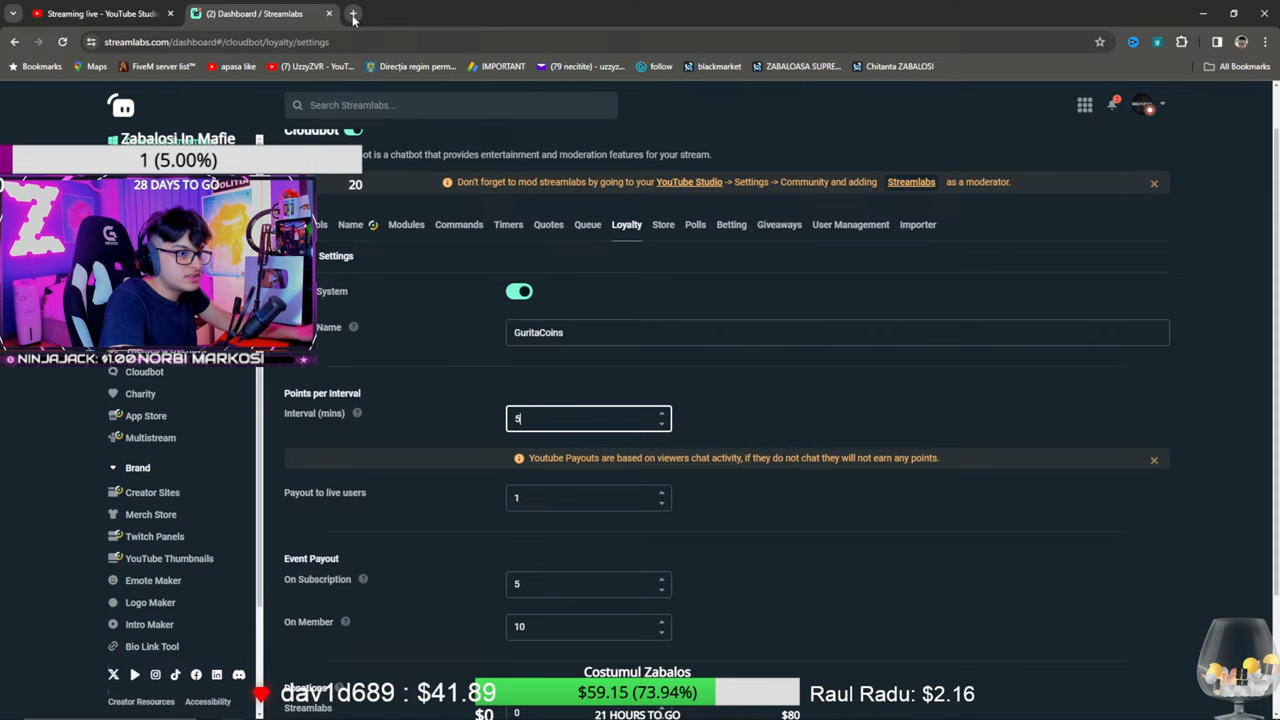 Streaming live - YouTube Studio
(2) Dashboard / Streamlabs
streamlabs.com/dashboard#/cloudbot/loyalty/settings
Bookmarks
Maps
FiveM server list™
apasa like
(7) UzzyZVR - YouT...
Direcția regim perm...
IMPORTANT
(79 necitite) - uzzyz...
follow
blackmarket
ZABALOASA SUPRE...
Chitanta ZABALOSI
All Bookmarks
Search Streamlabs...
2
Cloudbot
Zabalosi In Mafie
1 (5.00%)
28 DAYS TO GO
20
NINJAJACK: $1.00 NORBI MARKOSI
is a chatbot that provides entertainment and moderation features for your stream.
Don't forget to mod streamlabs by going to your YouTube Studio -> Settings -> Community and adding Streamlabs as a moderator.
Name
Modules
Commands
Timers
Quotes
Queue
Loyalty
Store
Polls
Betting
Giveaways
User Management
Importer
Settings
System
Name
GuritaCoins
Points per Interval
Interval (mins)
5
Youtube Payouts are based on viewers chat activity, if they do not chat they will not earn any points.
Payout to live users
1
Event Payout
On Subscription
5
On Member
10
Streamlabs
0
Cloudbot
Charity
App Store
Multistream
Brand
Creator Sites
Merch Store
Twitch Panels
YouTube Thumbnails
Emote Maker
Logo Maker
Intro Maker
Bio Link Tool
Creator Resources
Accessibility
dav1d689 : $41.89
Costumul Zabalos
$59.15 (73.94%)
$0
21 HOURS TO GO
$80
Raul Radu: $2.16